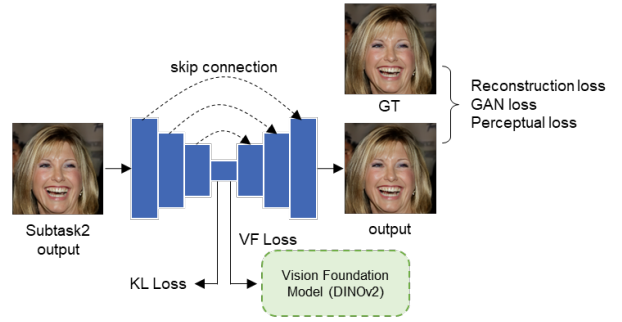 skip connection
GT
Reconstruction loss
GAN loss
Perceptual loss
Subtask2
output
output
VF Loss
KL Loss
Vision Foundation
Model (DINOv2)